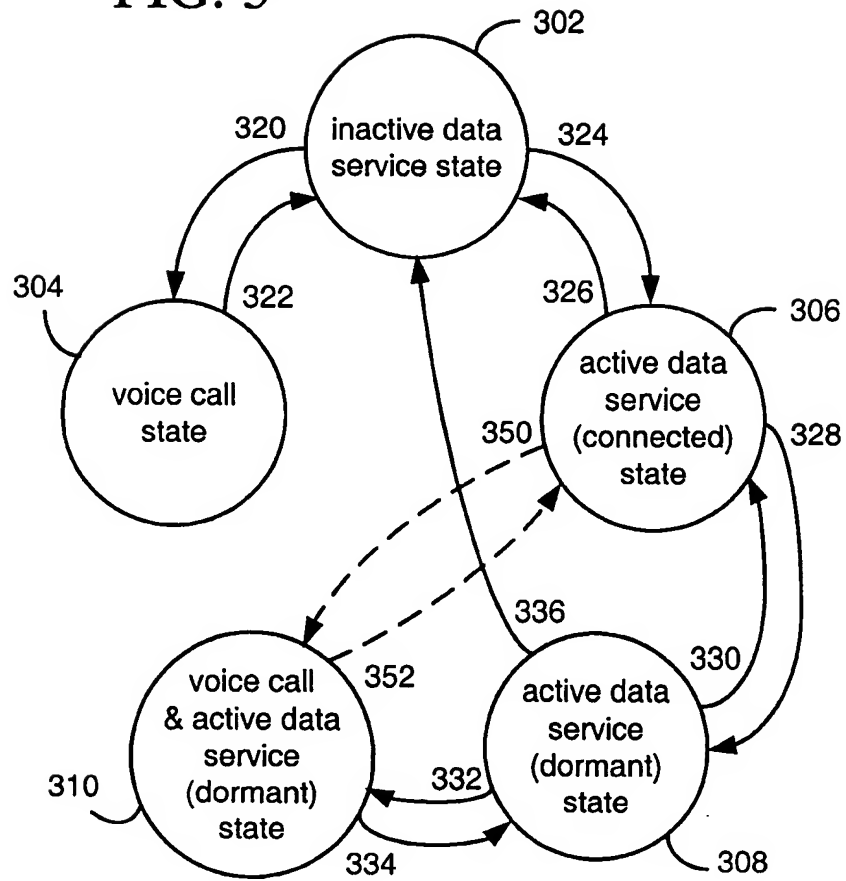 302
320
inactive data
service state
324
304
322
326
306
voice call
state
active data
service
(connected)
state
350
328
336
330
352
voice call
& active data
service
(dormant)
state
active data
service
(dormant)
state
310
332
334
308